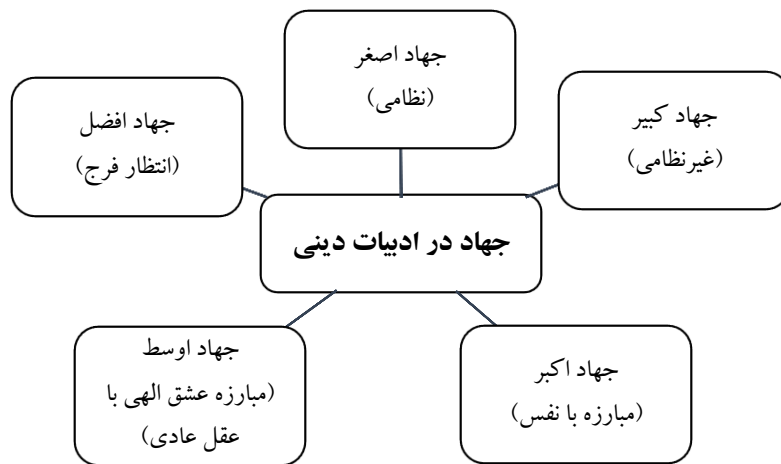 جهاد اصغر
(نظامی)
جهاد کبیر
(غیرنظامی)
جهاد افضل
(انتظار فرج)
جهاد در ادبیات دینی
جهاد اکبر
(مبارزه با نفس)
جهاد اوسط
(مبارزه عشق الهی با
عقل عادی)